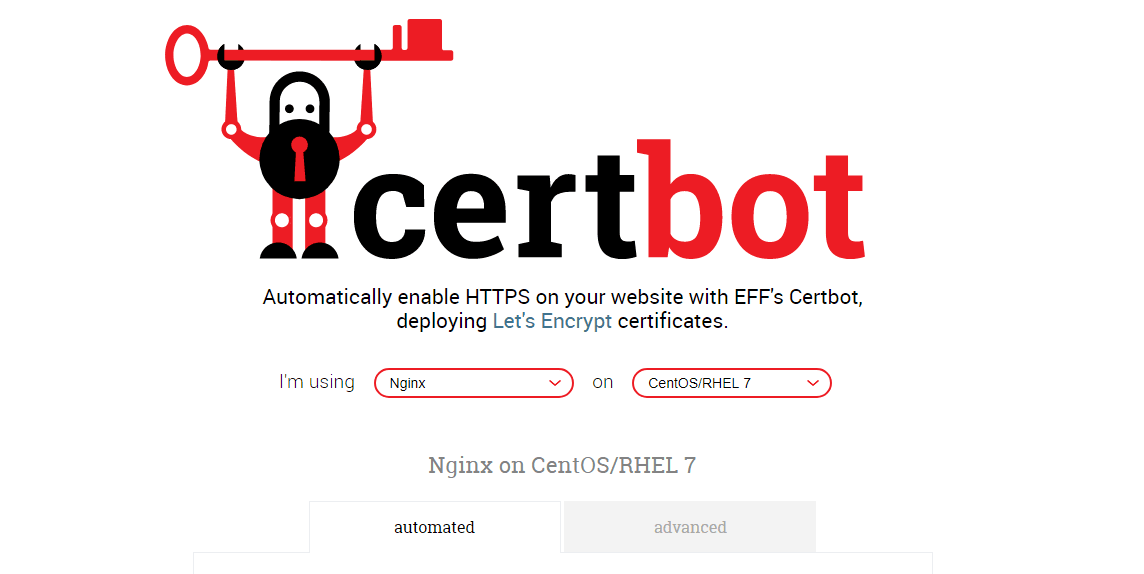 certbot
Automatically enable HTTPS on your website with EFF's Certbot,
deploying Let's Encrypt certificates.
I'm using Nginx on CentOS/RHEL 7
Nginx on CentOS/RHEL 7
automated advanced